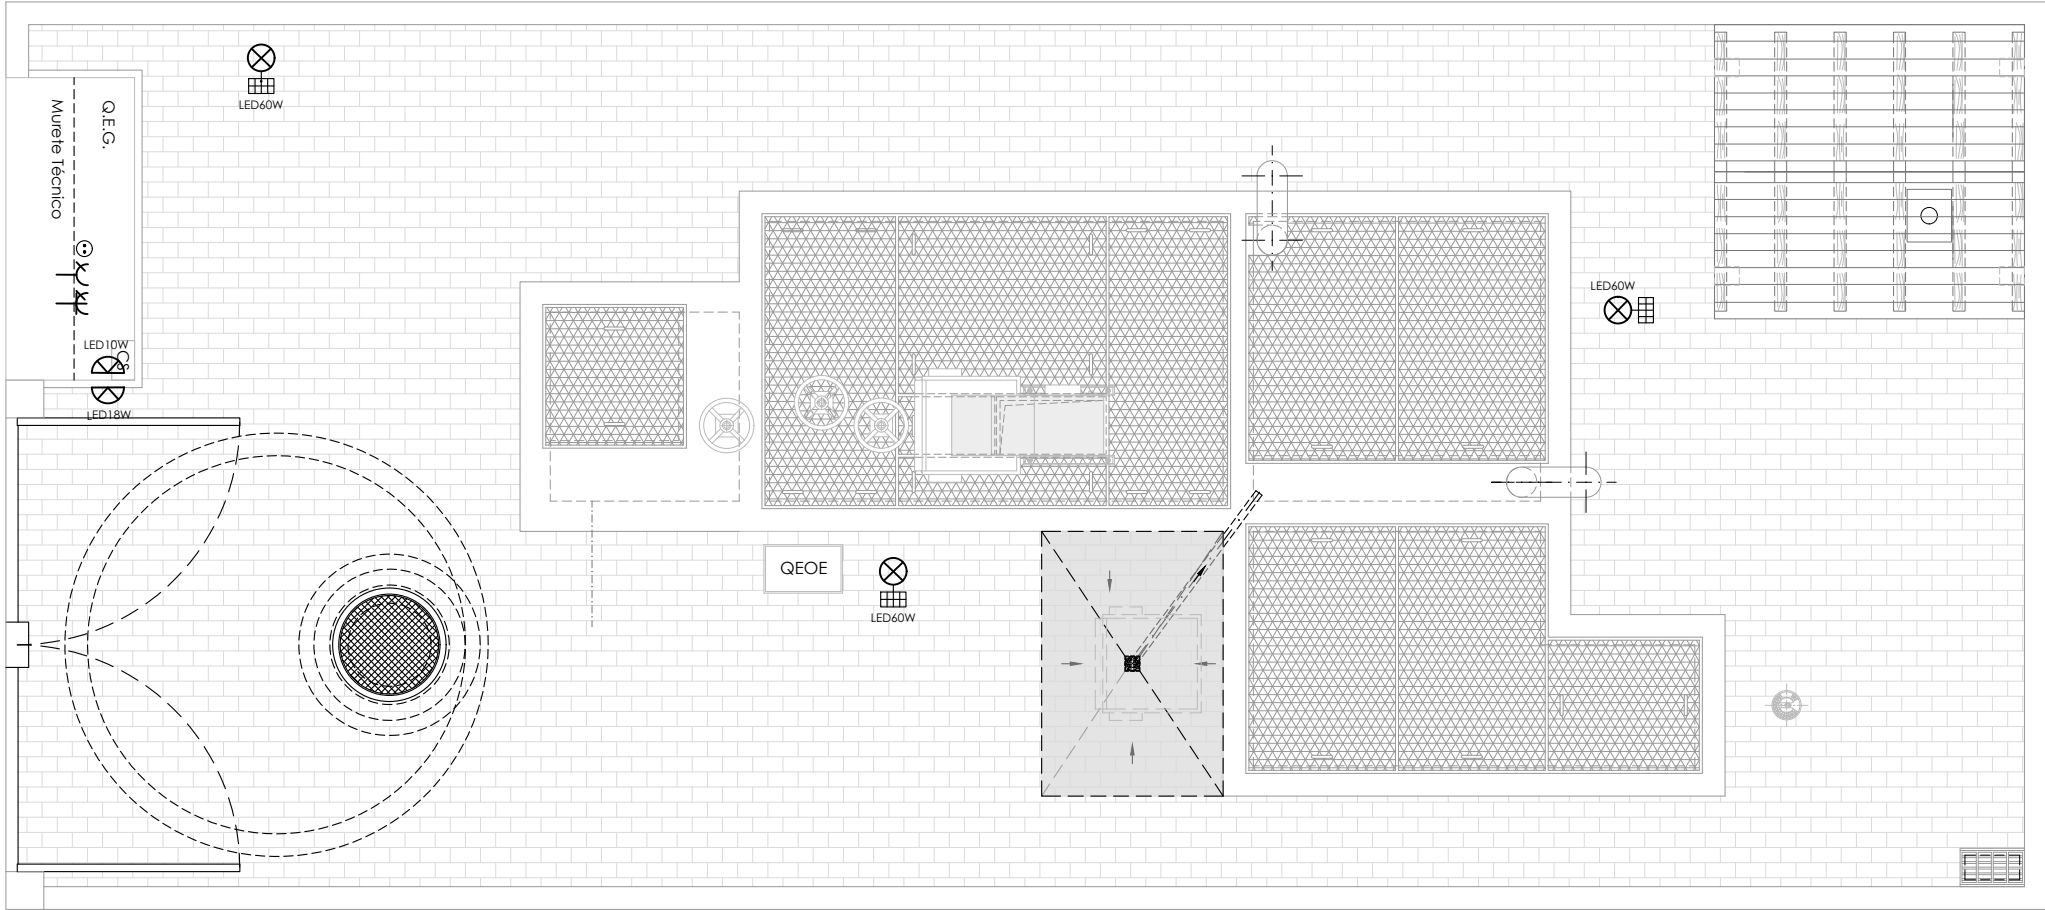 LED60W
Q.E.G.
Murete Técnico
LED60W
LED10W
C.S
LED18W
QEOE
LED60W